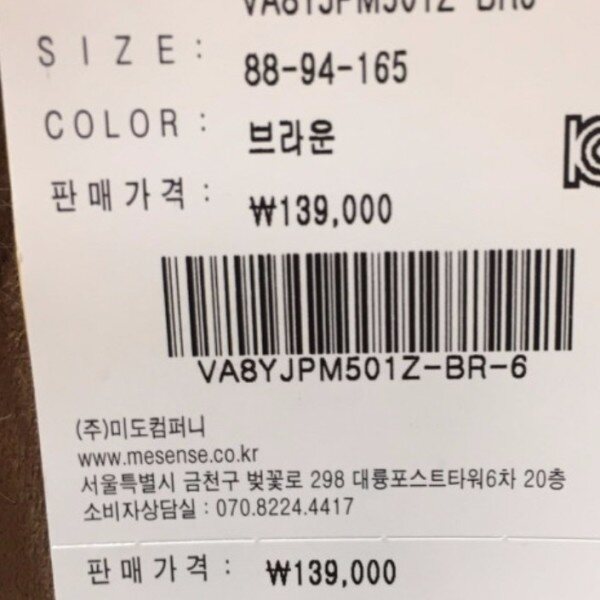 SIZE: 88-94-165
COLOR: 브라운
판매가격: ₩139,000
VA8YJPM501Z-BR-6
(주)미도컴퍼니
www.mesense.co.kr
서울특별시 금천구 벚꽃로 298 대륭포스트타워6차 20층
소비자상담실 : 070.8224.4417
판매가격: ₩139,000